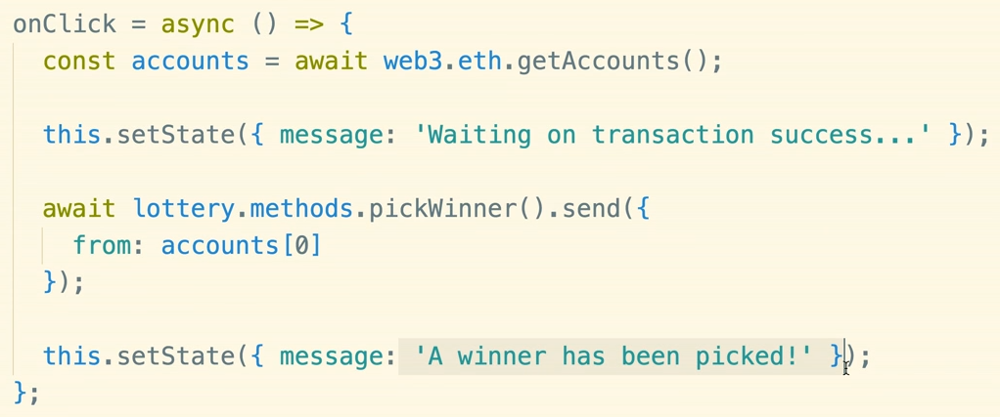 onClick = async () => {
const accounts = await web3.eth.getAccounts();
this.setState({ message: 'Waiting on transaction success...' });
await lottery.methods.pickWinner().send({
from: accounts[0]
});
this.setState({ message: 'A winner has been picked!' });
};